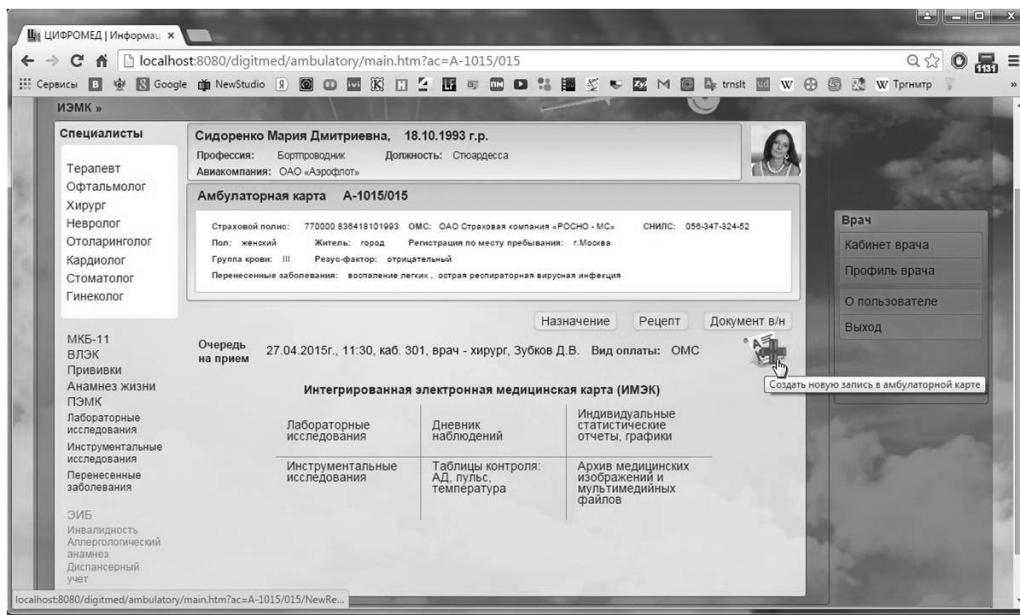 ЦИФРОМЕД | Информац
localhost:8080/digitmed/ambulatory/main.htm?ac=A-1015/015
Сервисы Google NewStudio trnslt Тргнмтр
1131
ИЭМК »
Специалисты
Терапевт
Офтальмолог
Хирург
Невролог
Отоларинголог
Кардиолог
Стоматолог
Гинеколог
МКБ-11
ВЛЭК
Прививки
Анамнез жизни
ПЭМК
Лабораторные
исследования
Инструментальные
исследования
Перенесенные
заболевания
ЭИБ
Инвалидность
Аллергологический
анамнез
Диспансерный
учет
Сидоренко Мария Дмитриевна, 18.10.1993 г.р.
Профессия: Бортпроводник Должность: Стюардесса
Авиакомпания: ОАО «Аэрофлот»
Амбулаторная карта А-1015/015
Страховой полис: 770000 836418101993 ОМС: ОАО Страховая компания «РОСНО - МС» СНИЛС: 056-347-324-52
Пол: женский Житель: город Регистрация по месту пребывания: г.Москва
Группа крови: III Резус-фактор: отрицательный
Перенесенные заболевания: воспаление легких , острая респираторная вирусная инфекция
Назначение Рецепт Документ в/н
Очередь
на прием
27.04.2015г., 11:30, каб. 301, врач - хирург, Зубков Д.В. Вид оплаты: ОМС
Создать новую запись в амбулаторной карте
Интегрированная электронная медицинская карта (ИМЭК)
Лабораторные
исследования
Дневник
наблюдений
Индивидуальные
статистические
отчеты, графики
Инструментальные
исследования
Таблицы контроля:
АД, пульс,
температура
Архив медицинских
изображений и
мультимедийных
файлов
Врач
Кабинет врача
Профиль врача
О пользователе
Выход
localhost:8080/digitmed/ambulatory/main.htm?ac=A-1015/015/NewRe...